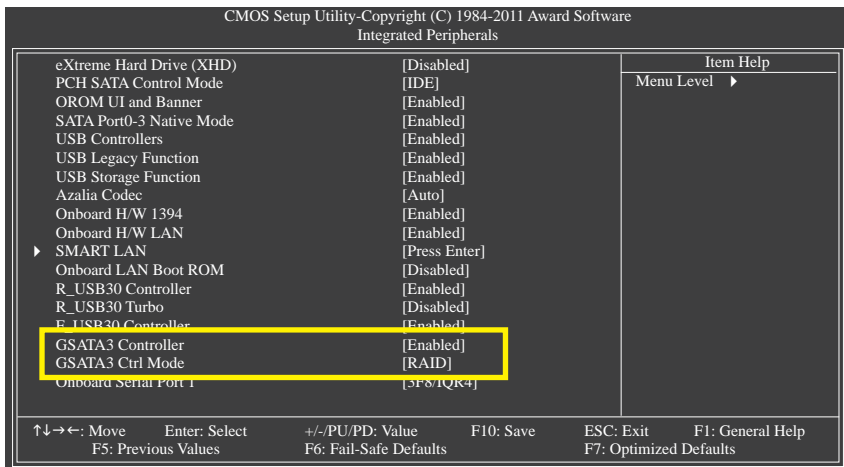 CMOS Setup Utility-Copyright (C) 1984-2011 Award Software
Integrated Peripherals
eXtreme Hard Drive (XHD) [Disabled]
PCH SATA Control Mode [IDE]
OROM UI and Banner [Enabled]
SATA Port0-3 Native Mode [Enabled]
USB Controllers [Enabled]
USB Legacy Function [Enabled]
USB Storage Function [Enabled]
Azalia Codec [Auto]
Onboard H/W 1394 [Enabled]
Onboard H/W LAN [Enabled]
SMART LAN [Press Enter]
Onboard LAN Boot ROM [Disabled]
R_USB30 Controller [Enabled]
R_USB30 Turbo [Disabled]
F_USB30 Controller [Enabled]
GSATA3 Controller [Enabled]
GSATA3 Ctrl Mode [RAID]
Onboard Serial Port 1 [3F8/IQR4]
Item Help
Menu Level
↑↓→←: Move Enter: Select +/-/PU/PD: Value F10: Save ESC: Exit F1: General Help
F5: Previous Values F6: Fail-Safe Defaults F7: Optimized Defaults